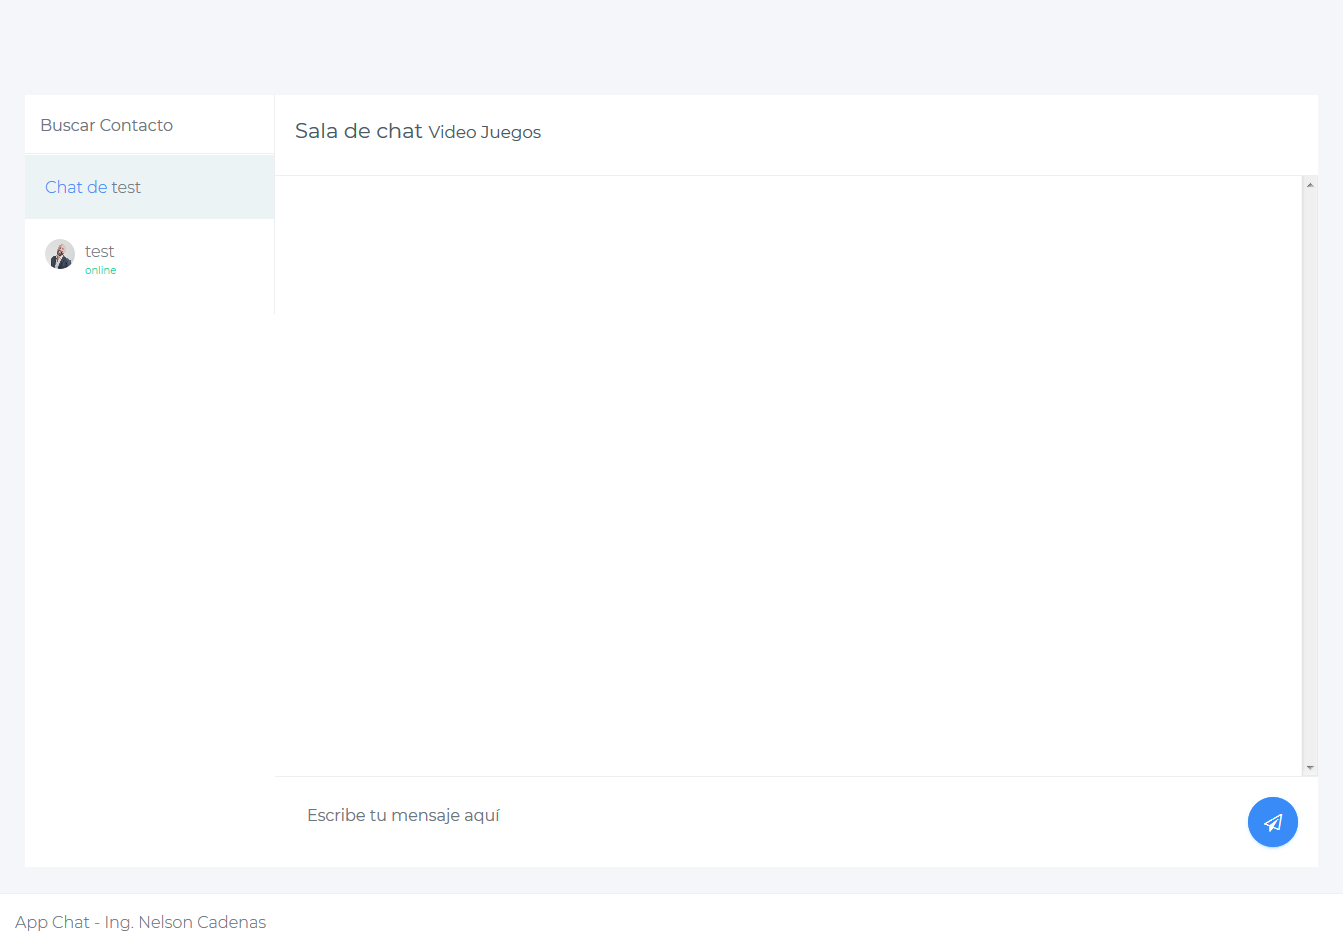 Buscar Contacto
Sala de chat Video Juegos
Chat de test
test
online
Escribe tu mensaje aquí
App Chat - Ing. Nelson Cadenas